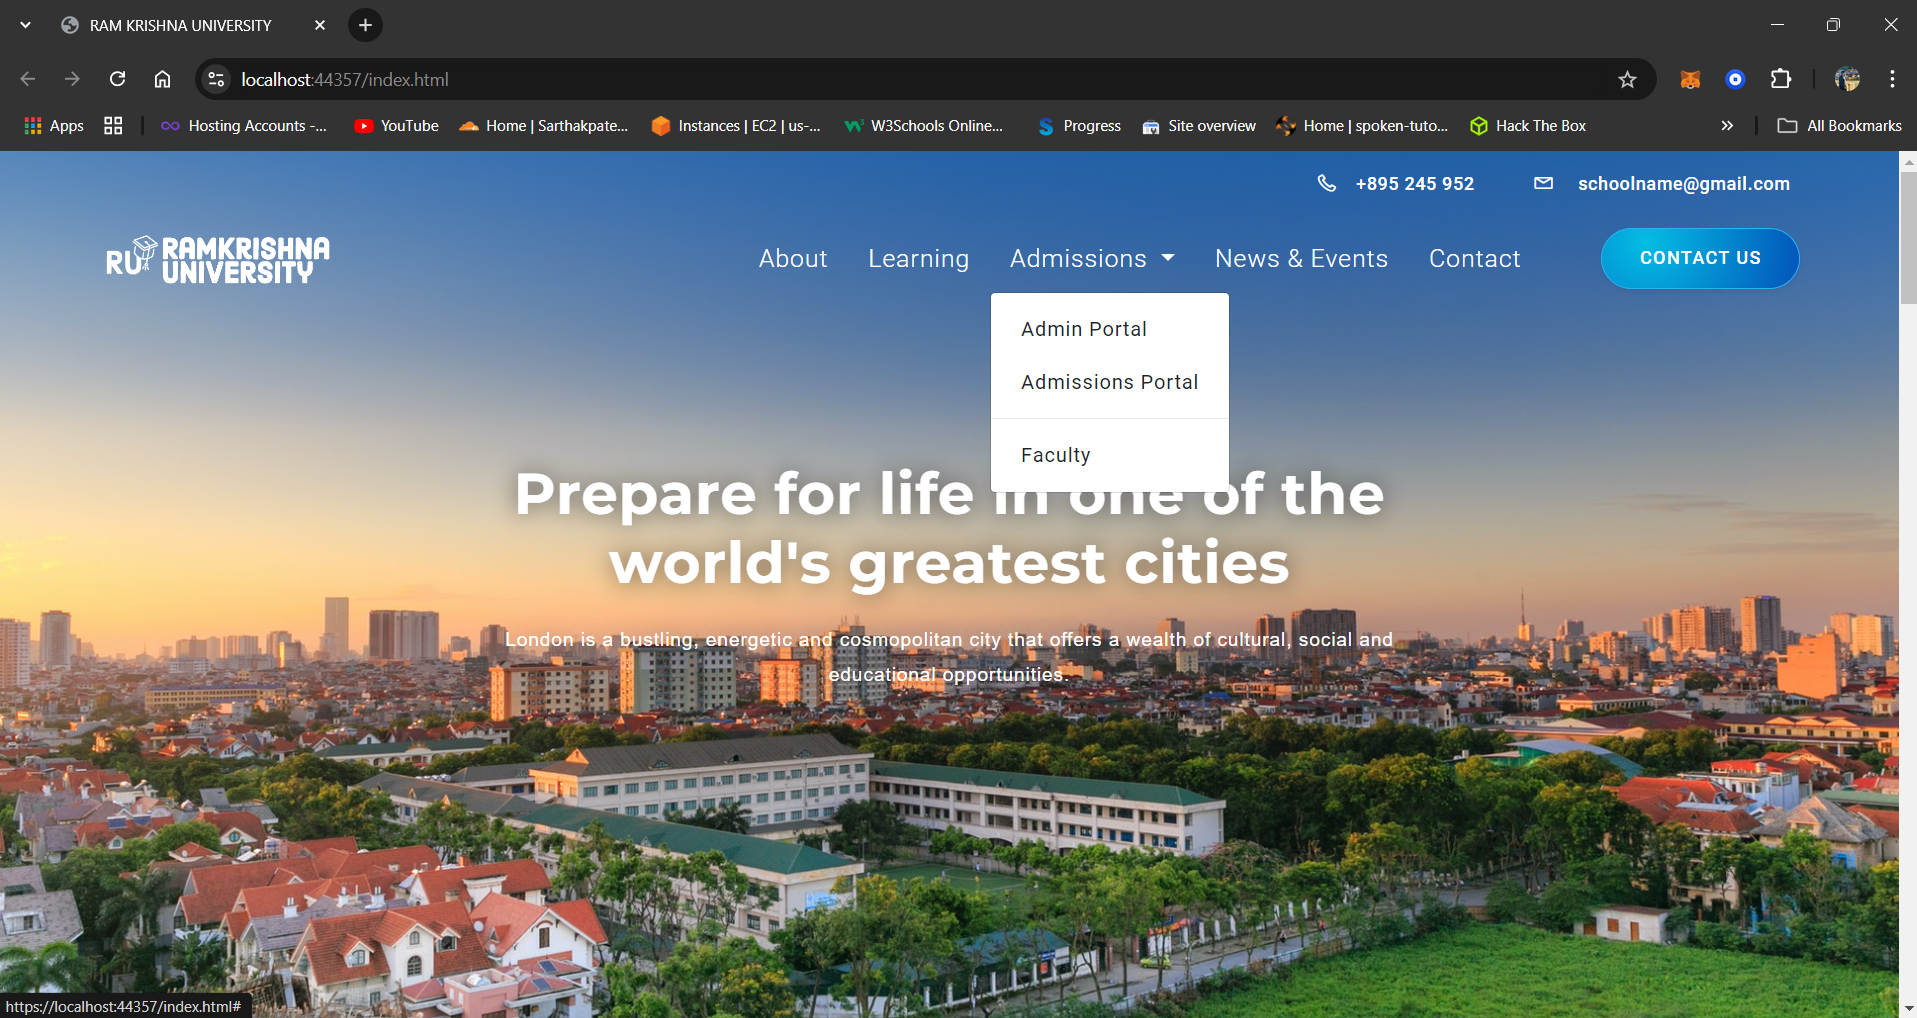 RAM KRISHNA UNIVERSITY
localhost:44357/index.html
Apps Hosting Accounts -... YouTube Home | Sarthakpate... Instances | EC2 | us-... W3Schools Online... Progress Site overview Home | spoken-tuto... Hack The Box » All Bookmarks
+895 245 952 schoolname@gmail.com
RU RAMKRISHNA
UNIVERSITY
About Learning Admissions News & Events Contact CONTACT US
Admin Portal
Admissions Portal
Faculty
Prepare for life in one of the
world's greatest cities
London is a bustling, energetic and cosmopolitan city that offers a wealth of cultural, social and
educational opportunities.
https://localhost:44357/index.html#